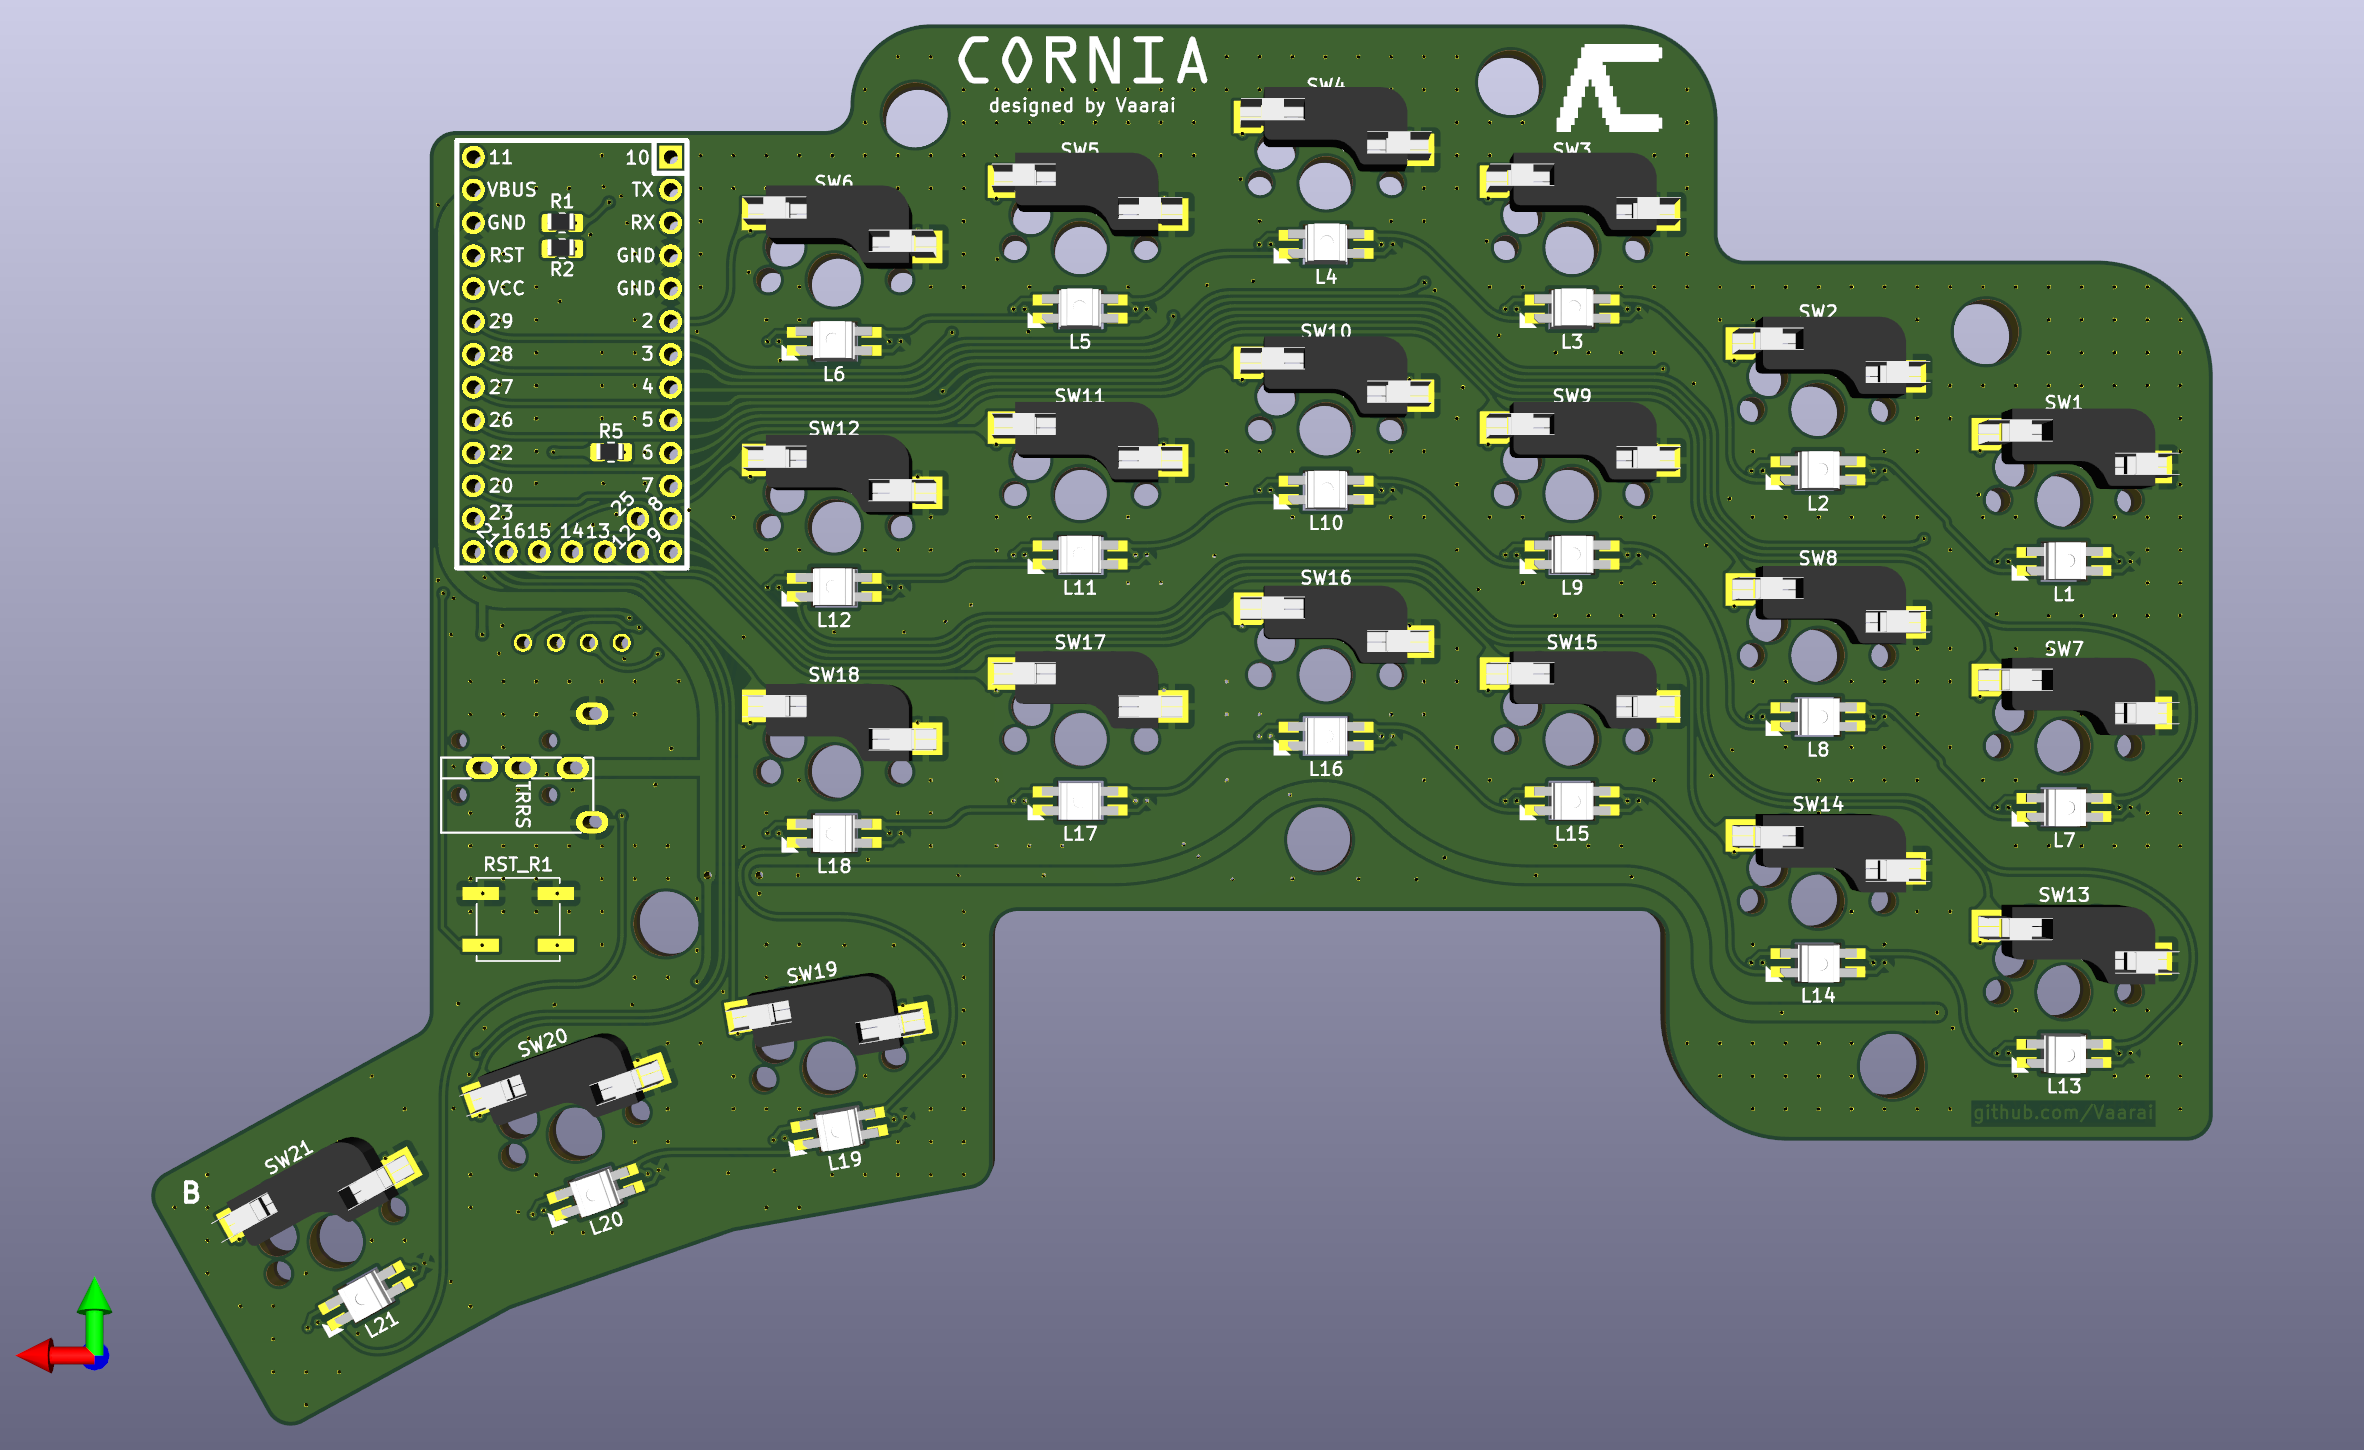 CORNIA
designed by Vaarai
SW4
SW5
SW3
SW6
11
10
VBUS
TX
R1
GND
RX
RST
GND
R2
VCC
GND
29
2
28
3
27
4
26
5
R5
22
6
20
7
23
25
8
21
16
15
14
13
12
9
L4
L5
L3
L6
SW2
SW1
SW10
SW11
SW9
SW12
L2
L10
L11
L9
L12
L1
SW8
SW7
SW16
SW17
SW15
SW18
L8
L16
L17
L15
L18
L7
SW14
SW13
TRRS
RST_R1
L14
L13
github.com/Vaarai
SW19
SW20
SW21
B
L19
L20
L21